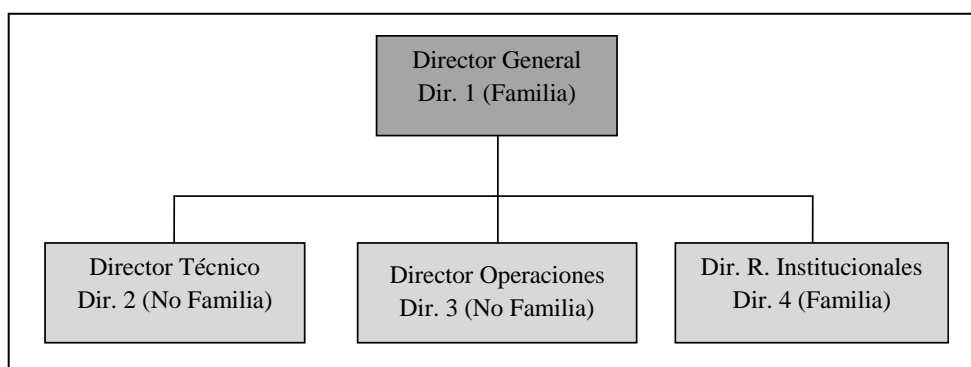 Director General
Dir. 1 (Familia)
Director Técnico
Dir. 2 (No Familia)
Director Operaciones
Dir. 3 (No Familia)
Dir. R. Institucionales
Dir. 4 (Familia)